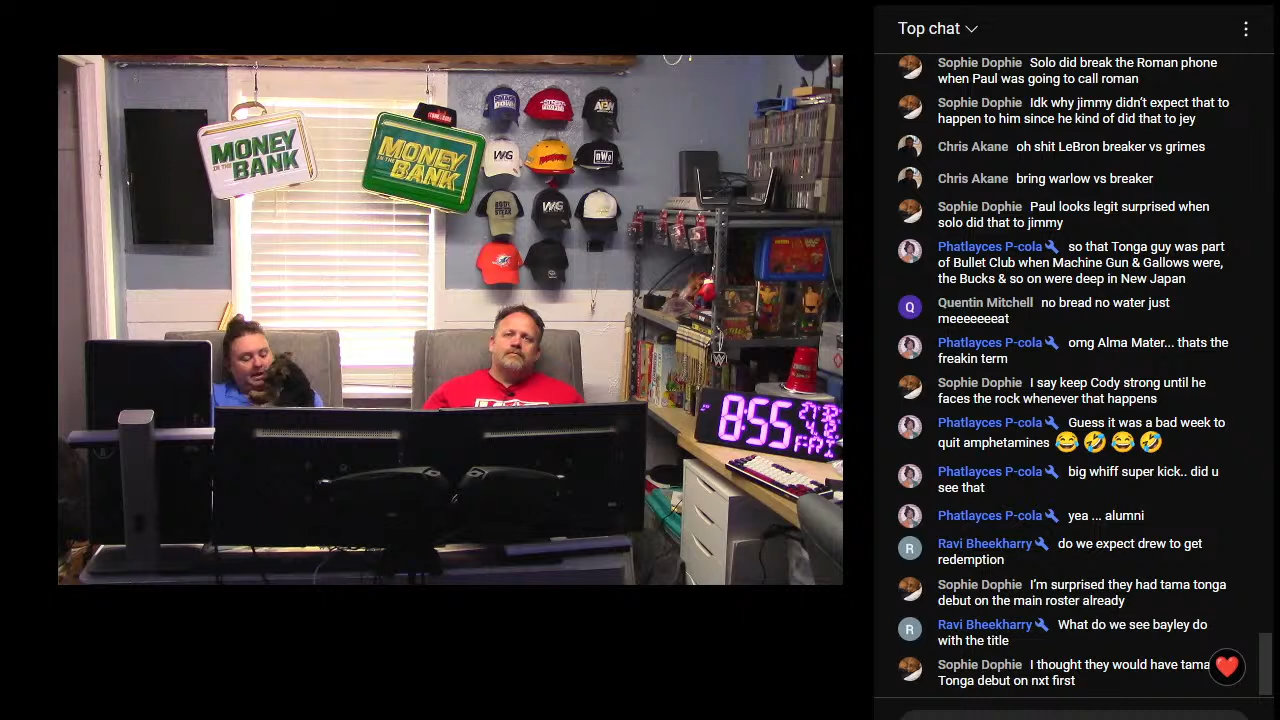 Top chat
Sophie Dophie Solo did break the Roman phone
when Paul was going to call roman
Sophie Dophie Idk why jimmy didn't expect that to
happen to him since he kind of did that to jey
Chris Akane oh shit LeBron breaker vs grimes
Chris Akane bring warlow vs breaker
Sophie Dophie Paul looks legit surprised when
solo did that to jimmy
Phatlayces P-cola so that Tonga guy was part
of Bullet Club when Machine Gun & Gallows were,
the Bucks & so on were deep in New Japan
Q
Quentin Mitchell no bread no water just
meeeeeeat
Phatlayces P-cola omg Alma Mater... thats the
freakin term
Sophie Dophie I say keep Cody strong until he
faces the rock whenever that happens
Phatlayces P-cola Guess it was a bad week to
quit amphetamines 😂🤣😂🤣
Phatlayces P-cola big whiff super kick.. did u
see that
Phatlayces P-cola yea ... alumni
R
Ravi Bheekharry do we expect drew to get
redemption
Sophie Dophie I'm surprised they had tama tonga
debut on the main roster already
R
Ravi Bheekharry What do we see bayley do
with the title
Sophie Dophie I thought they would have tama
Tonga debut on nxt first
MONEY
IN THE BANK
MONEY
IN THE BANK
AEW
WG
nWo
WG
8:55
FRI